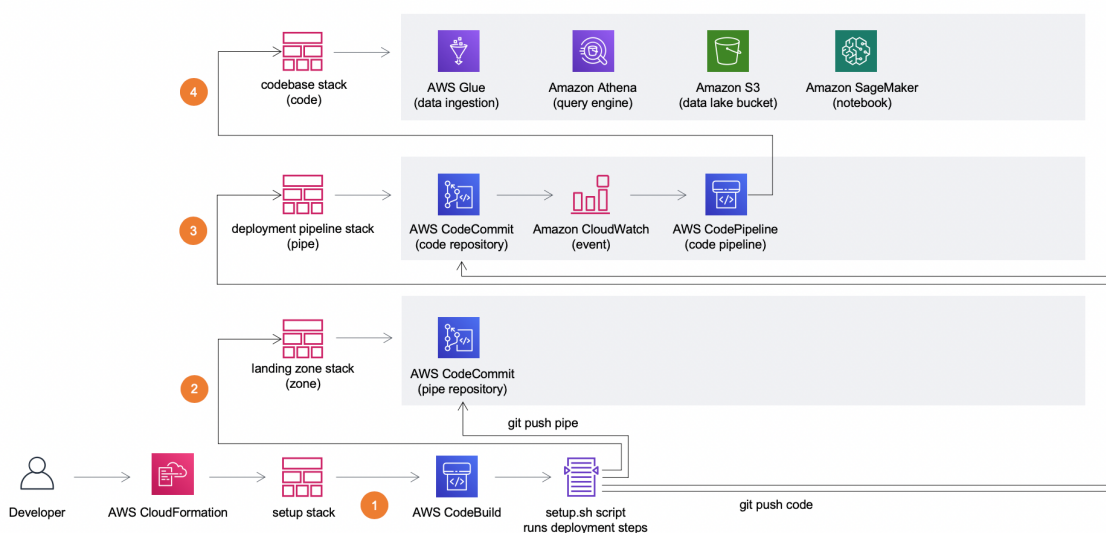 4
codebase stack
(code)
AWS Glue
(data ingestion)
Amazon Athena
(query engine)
Amazon S3
(data lake bucket)
Amazon SageMaker
(notebook)
3
deployment pipeline stack
(pipe)
AWS CodeCommit
(code repository)
Amazon CloudWatch
(event)
AWS CodePipeline
(code pipeline)
2
landing zone stack
(zone)
AWS CodeCommit
(pipe repository)
git push pipe
Developer
AWS CloudFormation
setup stack
1
AWS CodeBuild
setup.sh script
runs deployment steps
git push code